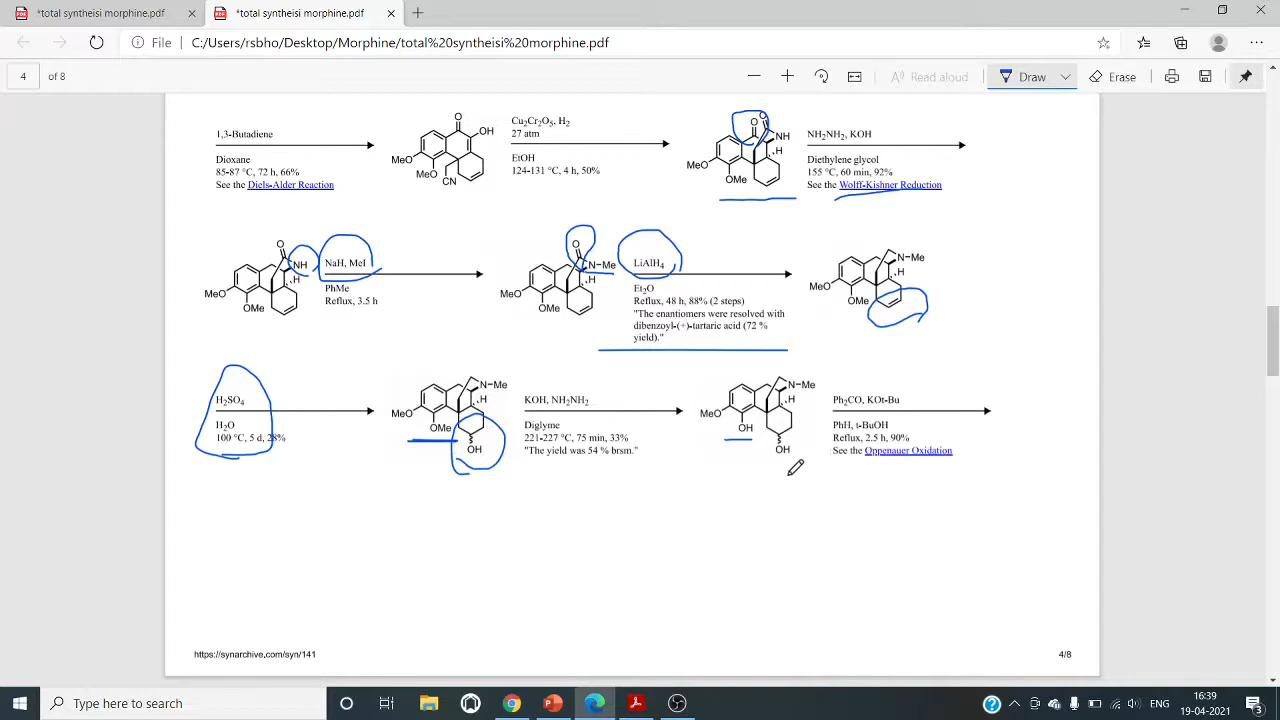 *total syntheisi morphine.pdf
*total syntheisi morphine.pdf
File C:/Users/rsbho/Desktop/Morphine/total%20syntheisi%20morphine.pdf
4 of 8
Read aloud
Draw
Erase
1,3-Butadiene
Dioxane
85-87 °C, 72 h, 66%
See the Diels-Alder Reaction
O
OH
MeO
MeO
CN
Cu2Cr2O5, H2
27 atm
EtOH
124-131 °C, 4 h, 50%
O
O
NH
H
MeO
OMe
NH2NH2, KOH
Diethylene glycol
155 °C, 60 min, 92%
See the Wolff-Kishner Reduction
O
NH
H
MeO
OMe
NaH, MeI
PhMe
Reflux, 3.5 h
O
N-Me
H
MeO
OMe
LiAlH4
Et2O
Reflux, 48 h, 88% (2 steps)
"The enantiomers were resolved with
dibenzoyl-(+)-tartaric acid (72 %
yield)."
N-Me
H
MeO
OMe
H2SO4
H2O
100 °C, 5 d, 28%
N-Me
H
MeO
OMe
OH
KOH, NH2NH2
Diglyme
221-227 °C, 75 min, 33%
"The yield was 54 % brsm."
N-Me
H
MeO
OH
OH
Ph2CO, KOt-Bu
PhH, t-BuOH
Reflux, 2.5 h, 90%
See the Oppenauer Oxidation
https://synarchive.com/syn/141
4/8
Type here to search
ENG
16:39
19-04-2021